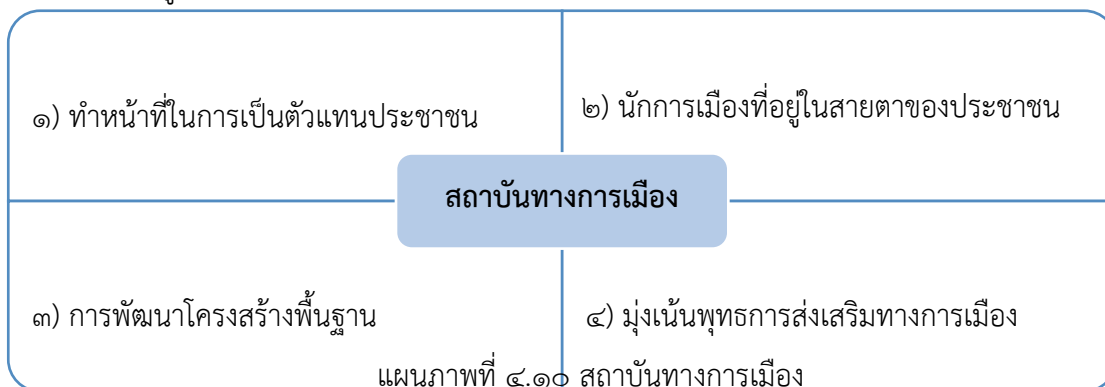 ๑) ทำหน้าที่ในการเป็นตัวแทนประชาชน
๒) นักการเมืองที่อยู่ในสายตาของประชาชน
สถาบันทางการเมือง
๓) การพัฒนาโครงสร้างพื้นฐาน
๔) มุ่งเน้นพุทธการส่งเสริมทางการเมือง
แผนภาพที่ ๔.๑๐ สถาบันทางการเมือง